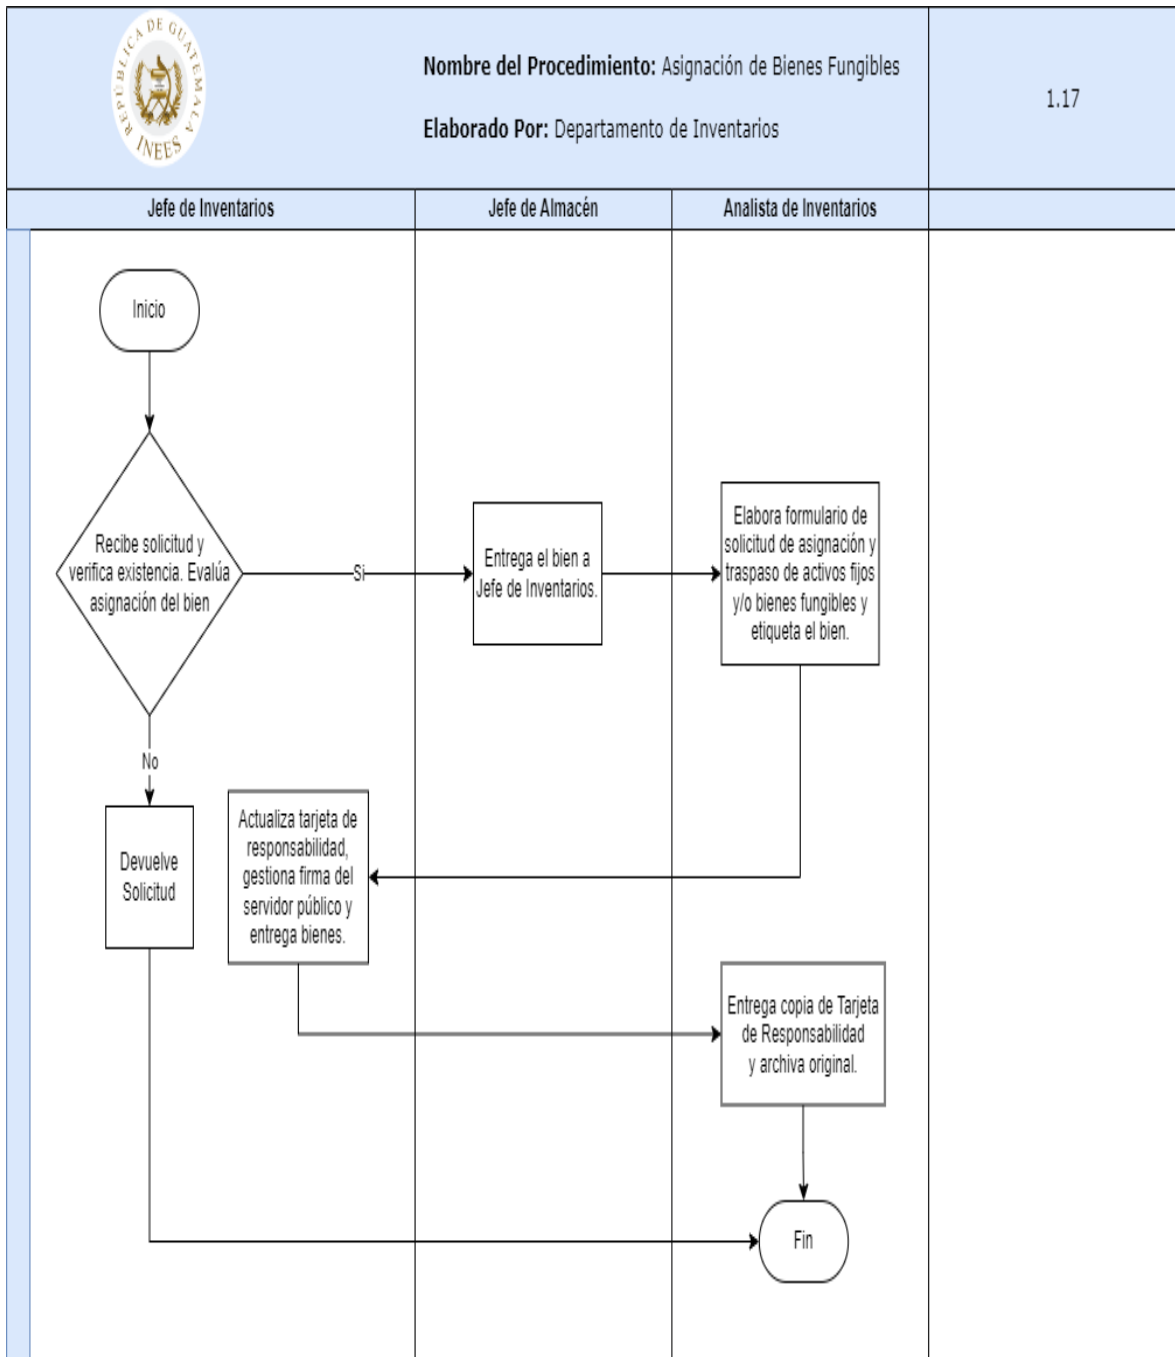 REPÚBLICA DE GUATEMALA
INEES
Nombre del Procedimiento: Asignación de Bienes Fungibles
Elaborado Por: Departamento de Inventarios
1.17
Jefe de Inventarios
Jefe de Almacén
Analista de Inventarios
Inicio
Recibe solicitud y
verifica existencia. Evalúa
asignación del bien
Si
Entrega el bien a
Jefe de Inventarios.
Elabora formulario de
solicitud de asignación y
traspaso de activos fijos
y/o bienes fungibles y
etiqueta el bien.
No
Devuelve
Solicitud
Actualiza tarjeta de
responsabilidad,
gestiona firma del
servidor público y
entrega bienes.
Entrega copia de Tarjeta
de Responsabilidad
y archiva original.
Fin